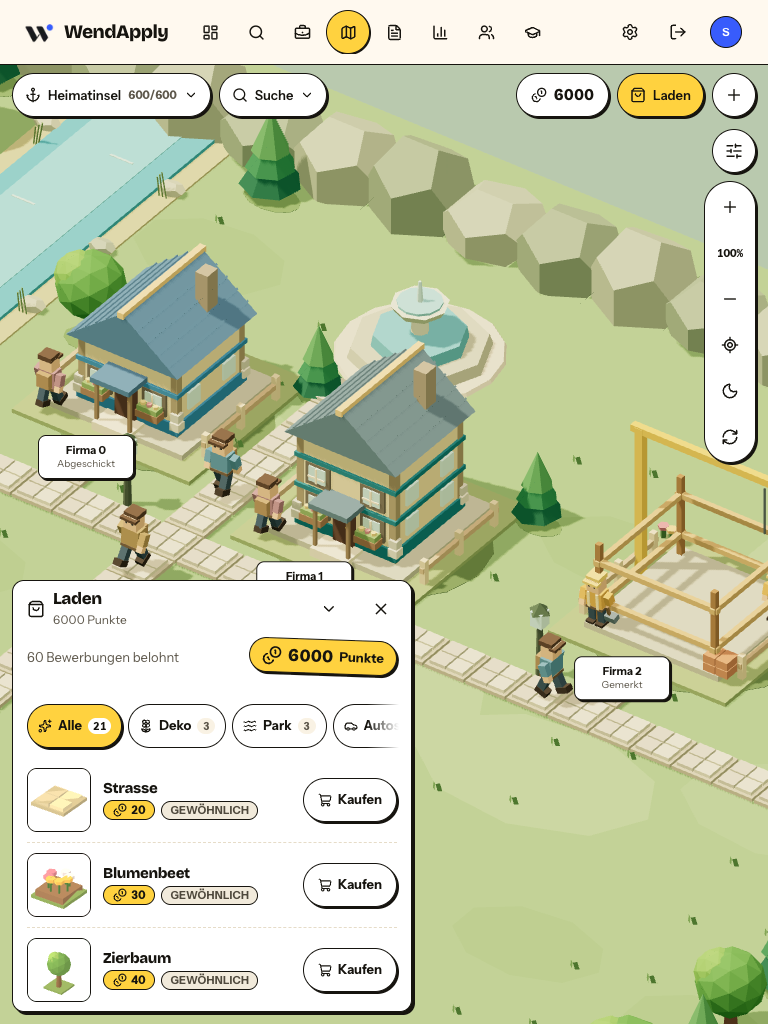 WendApply
S
Heimatinsel 600/600
Suche
6000
Laden
100%
Firma 0
Abgeschickt
Firma 1
Firma 2
Gemerkt
Laden
6000 Punkte
60 Bewerbungen belohnt
6000 Punkte
Alle 21
Deko 3
Park 3
Strasse
20 GEWÖHNLICH
Kaufen
Blumenbeet
30 GEWÖHNLICH
Kaufen
Zierbaum
40 GEWÖHNLICH
Kaufen